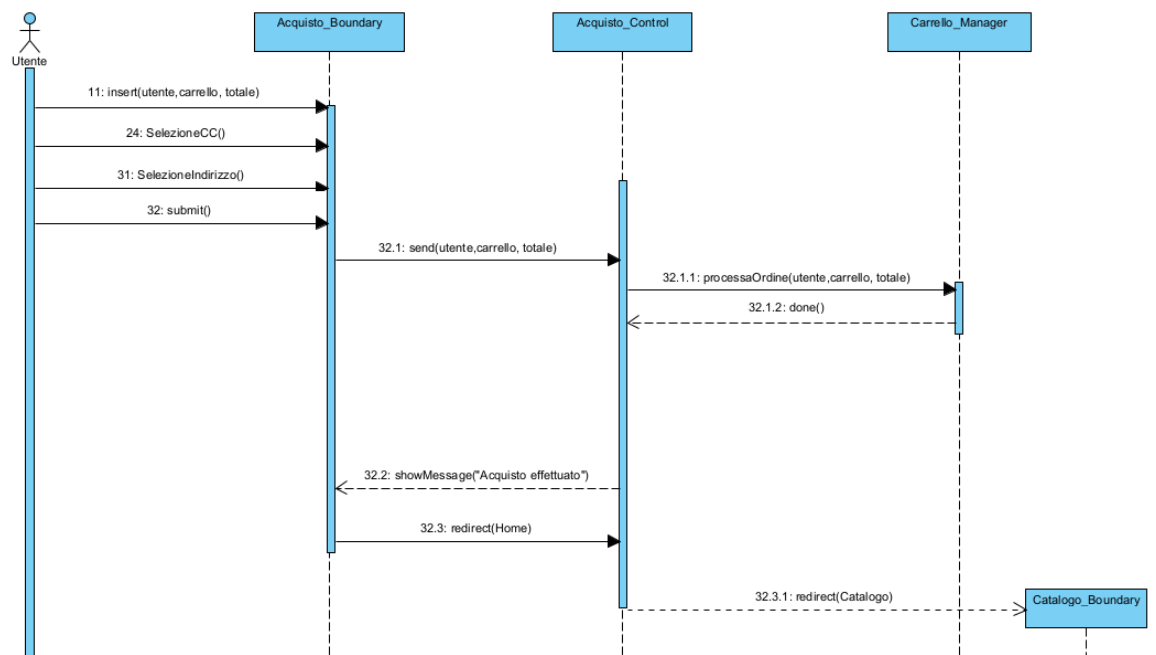 Acquisto_Boundary
Acquisto_Control
Carrello_Manager
Utente
11: insert(utente,carrello, totale)
24: SelezioneCC()
31: SelezioneIndirizzo()
32: submit()
32.1: send(utente,carrello, totale)
32.1.1: processaOrdine(utente,carrello, totale)
32.1.2: done()
32.2: showMessage("Acquisto effettuato")
32.3: redirect(Home)
32.3.1: redirect(Catalogo)
Catalogo_Boundary